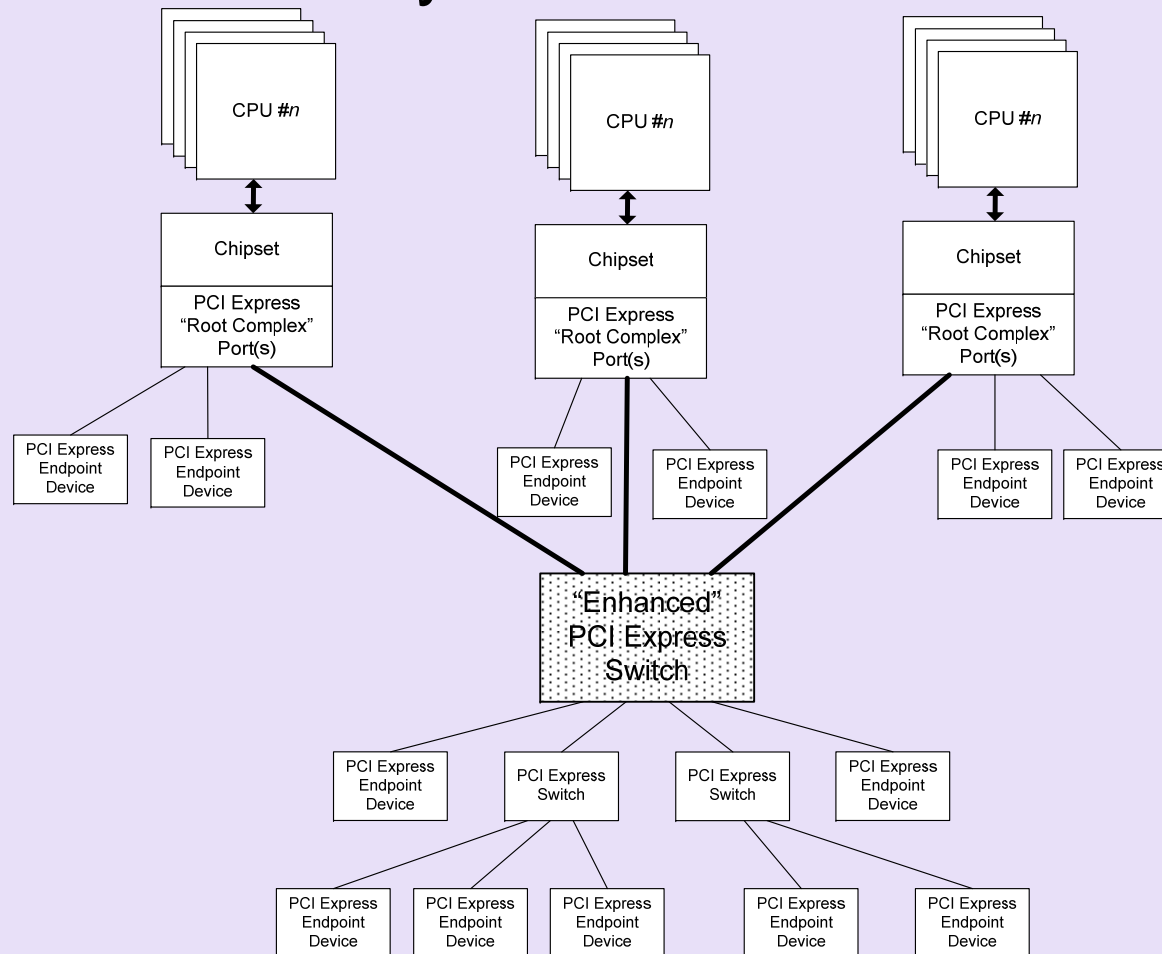 CPU #n
CPU #n
CPU #n
Chipset
Chipset
Chipset
PCI Express
“Root Complex”
Port(s)
PCI Express
“Root Complex”
Port(s)
PCI Express
“Root Complex”
Port(s)
PCI Express
Endpoint
Device
PCI Express
Endpoint
Device
PCI Express
Endpoint
Device
PCI Express
Endpoint
Device
PCI Express
Endpoint
Device
PCI Express
Endpoint
Device
“Enhanced”
PCI Express
Switch
PCI Express
Endpoint
Device
PCI Express
Switch
PCI Express
Switch
PCI Express
Endpoint
Device
PCI Express
Endpoint
Device
PCI Express
Endpoint
Device
PCI Express
Endpoint
Device
PCI Express
Endpoint
Device
PCI Express
Endpoint
Device